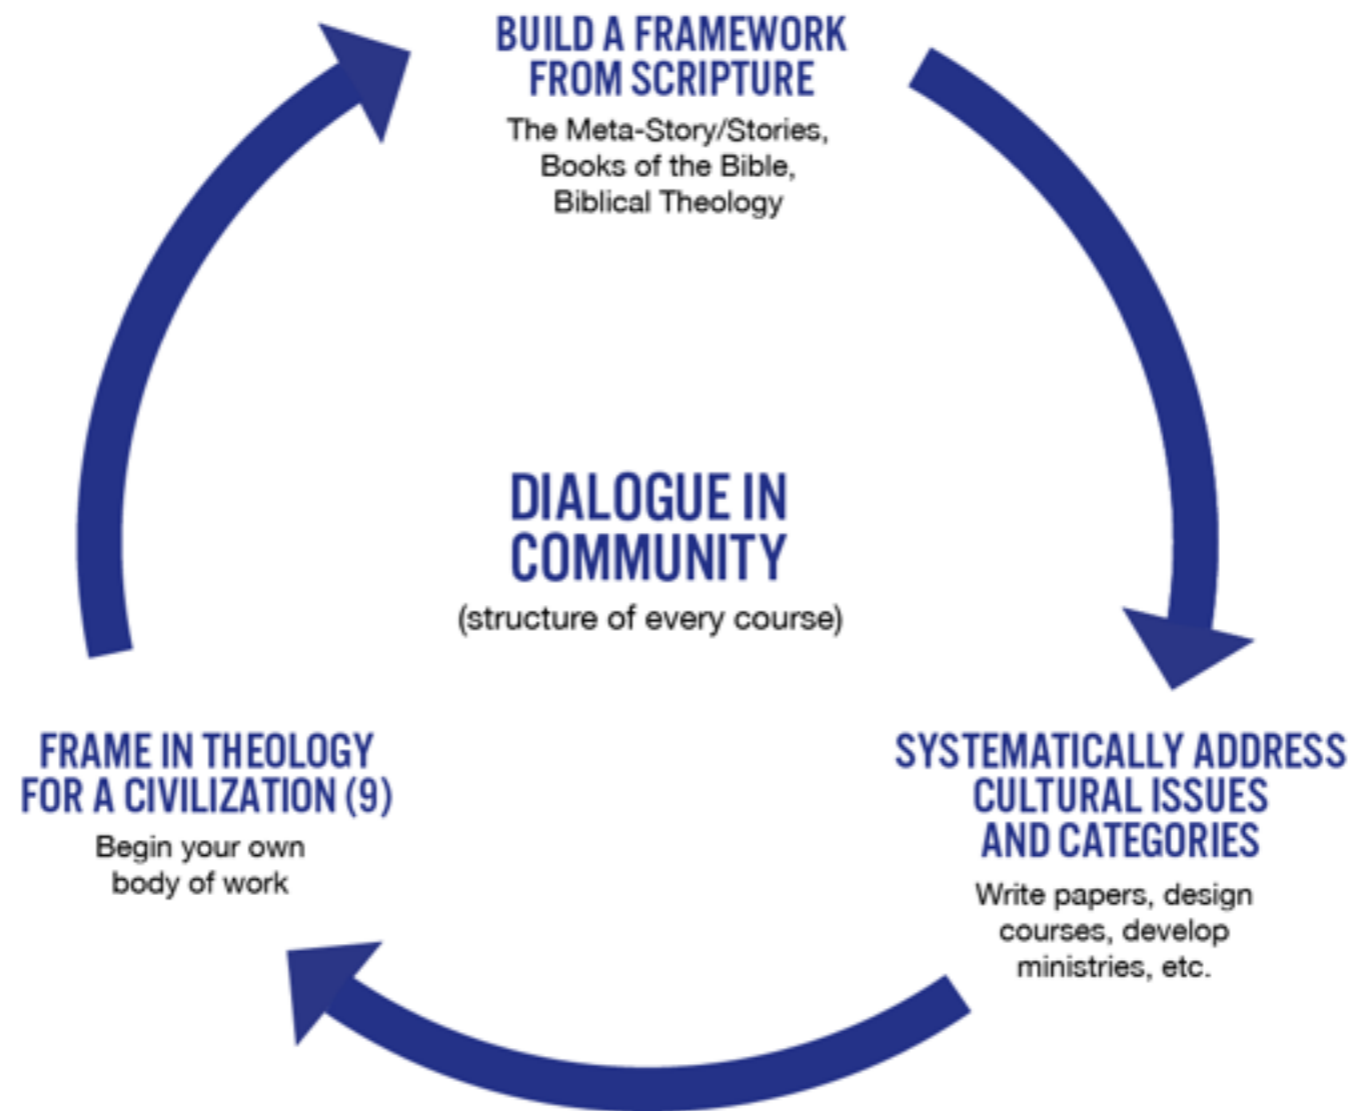 BUILD A FRAMEWORK
FROM SCRIPTURE
The Meta-Story/Stories,
Books of the Bible,
Biblical Theology
DIALOGUE IN
COMMUNITY
(structure of every course)
SYSTEMATICALLY ADDRESS
CULTURAL ISSUES
AND CATEGORIES
Write papers, design
courses, develop
ministries, etc.
FRAME IN THEOLOGY
FOR A CIVILIZATION (9)
Begin your own
body of work